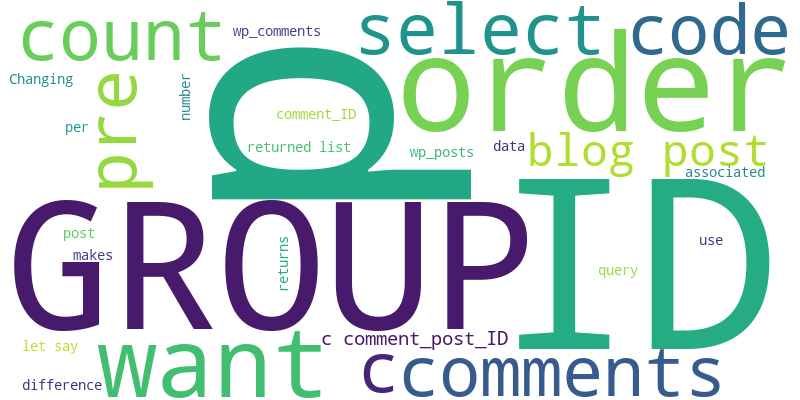 count
wp_comments
select
code
Changing
pre
number
p
order
comment_ID
per
returned list
wp_posts
data
blog post
associated
GROUP
ID
post
makes
returns
use
query
let say
want
c comment_post_ID
c
comments
difference